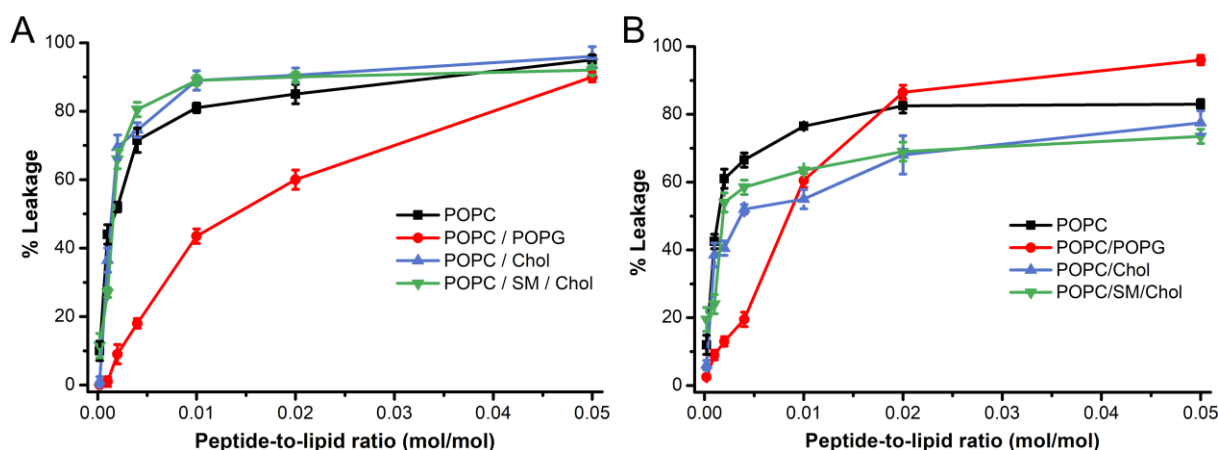 A
100
80
60
40
20
0
% Leakage
POPC
POPC / POPG
POPC / Chol
POPC / SM / Chol
0.00 0.01 0.02 0.03 0.04 0.05
Peptide-to-lipid ratio (mol/mol)
B
100
80
60
40
20
0
% Leakage
POPC
POPC/POPG
POPC/Chol
POPC/SM/Chol
0.00 0.01 0.02 0.03 0.04 0.05
Peptide-to-lipid ratio (mol/mol)